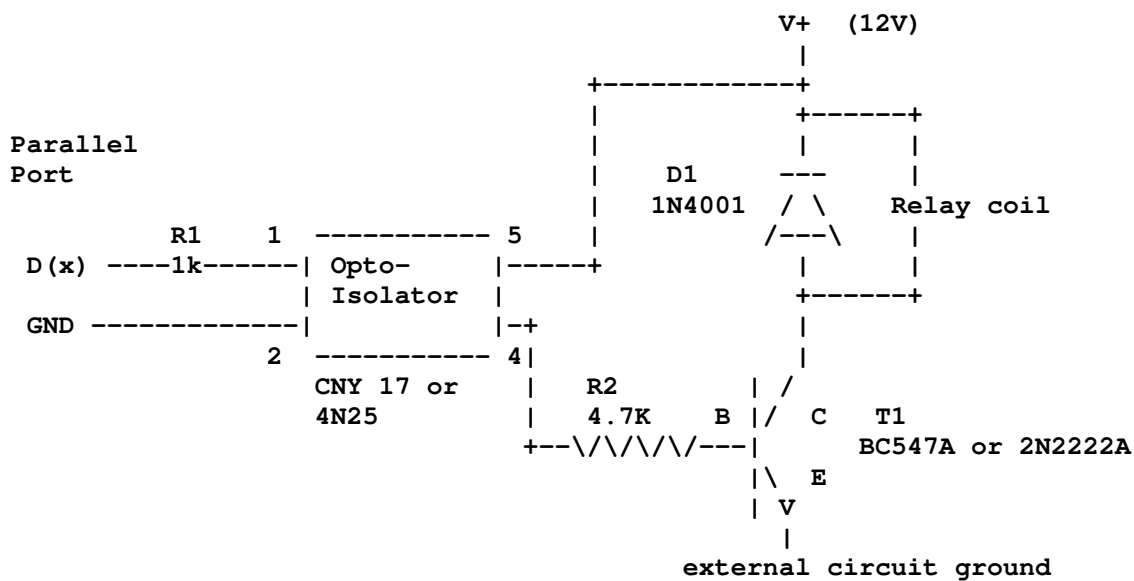 V+ (12V)
Parallel
Port
D1
1N4001
Relay coil
R1 1 5
D(x) 1k Opto-
Isolator
GND
2 4
CNY 17 or
4N25
R2
4.7K B C T1
BC547A or 2N2222A
E
V
external circuit ground